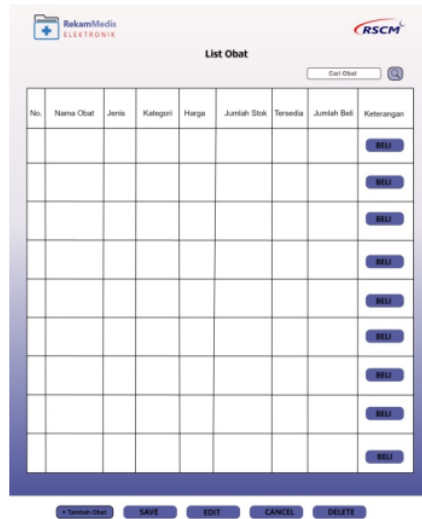 RekamMedis
ELEKTRONIK
RSCM
List Obat
Cari Obat
No. Nama Obat Jenis Kategori Harga Jumlah Stok Tersedia Jumlah Beli Keterangan
BELI
BELI
BELI
BELI
BELI
BELI
BELI
BELI
BELI
+ Tambah Obat SAVE EDIT CANCEL DELETE